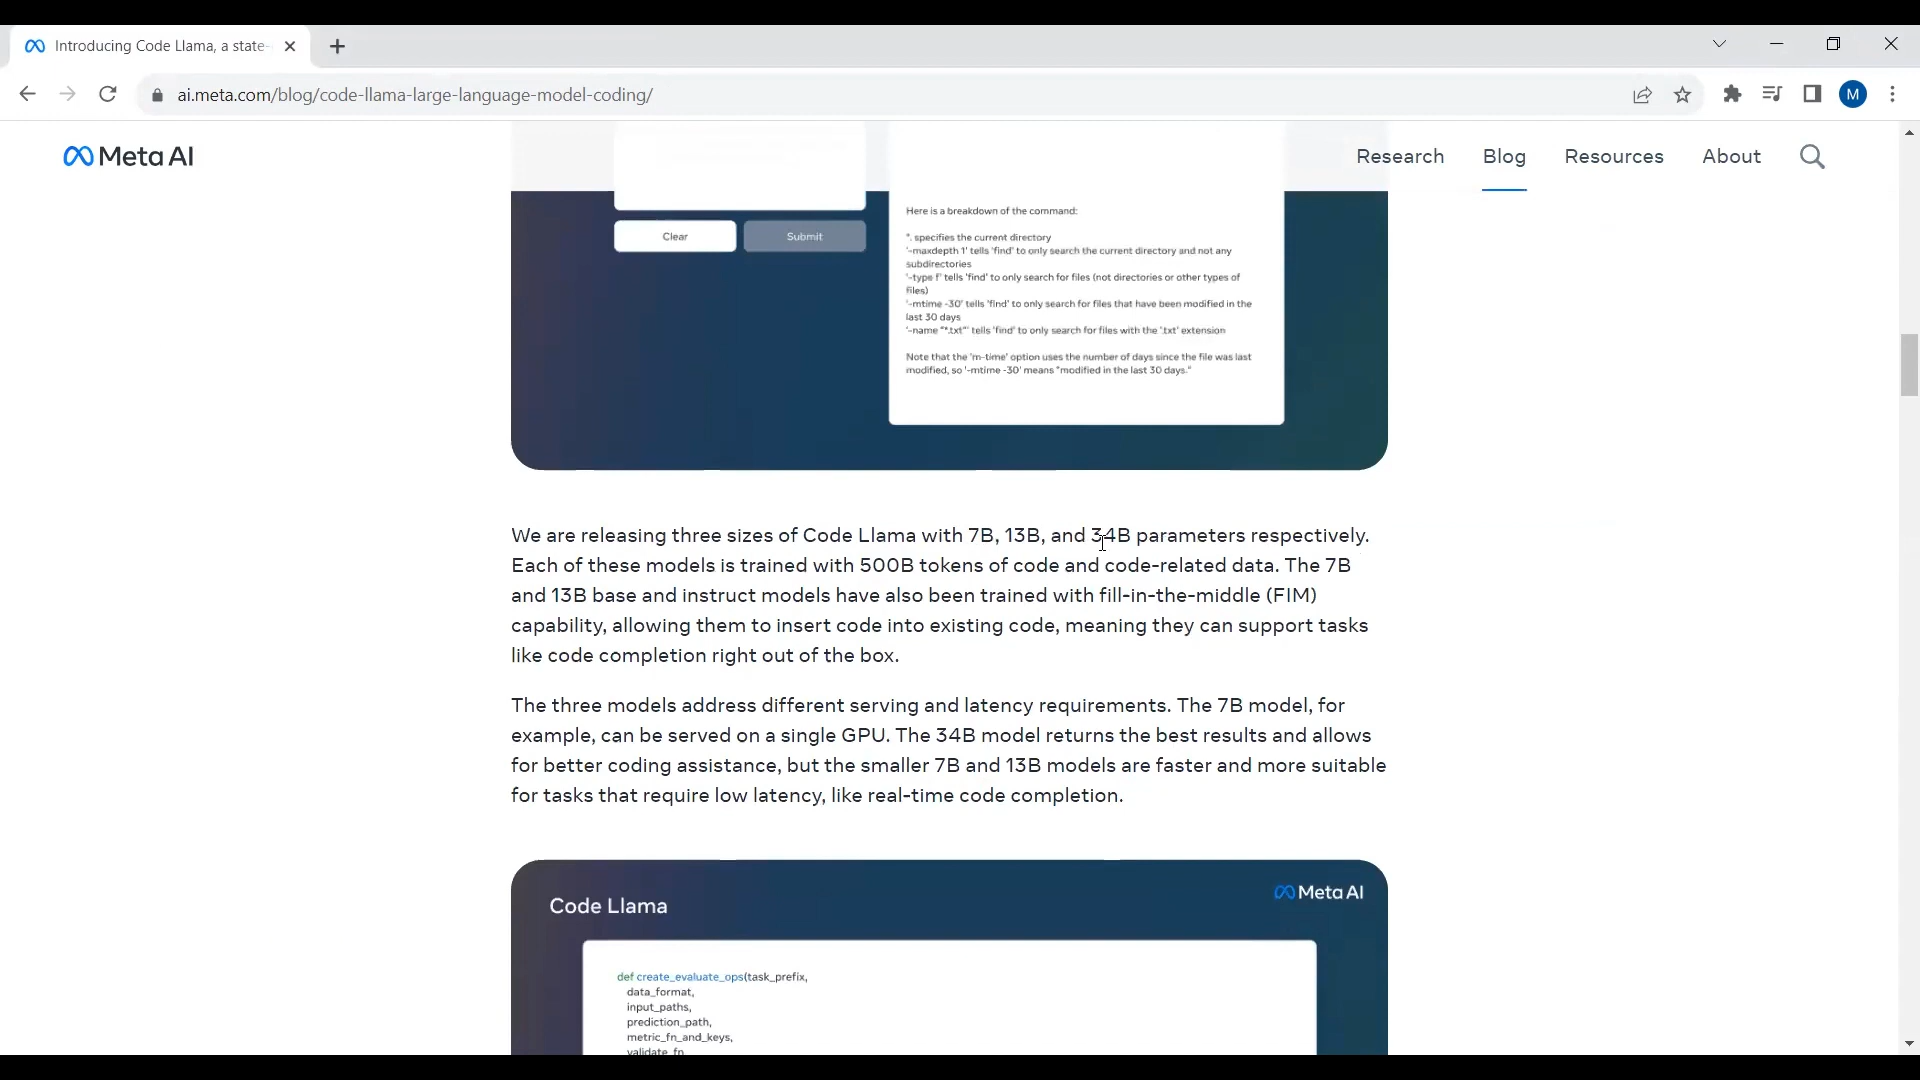 Introducing Code Llama, a state-
ai.meta.com/blog/code-llama-large-language-model-coding/
M
Meta AI
Research
Blog
Resources
About
Here is a breakdown of the command:
'. specifies the current directory
'-maxdepth 1' tells 'find' to only search the current directory and not any
subdirectories
'-type f' tells 'find' to only search for files (not directories or other types of
files)
'-mtime -30' tells 'find' to only search for files that have been modified in the
last 30 days
'-name "*.txt"' tells 'find' to only search for files with the '.txt' extension
Note that the 'm-time' option uses the number of days since the file was last
modified, so '-mtime -30' means "modified in the last 30 days."
Clear
Submit
We are releasing three sizes of Code Llama with 7B, 13B, and 34B parameters respectively.
Each of these models is trained with 500B tokens of code and code-related data. The 7B
and 13B base and instruct models have also been trained with fill-in-the-middle (FIM)
capability, allowing them to insert code into existing code, meaning they can support tasks
like code completion right out of the box.
The three models address different serving and latency requirements. The 7B model, for
example, can be served on a single GPU. The 34B model returns the best results and allows
for better coding assistance, but the smaller 7B and 13B models are faster and more suitable
for tasks that require low latency, like real-time code completion.
Code Llama
Meta AI
def create_evaluate_ops(task_prefix,
data_format,
input_paths,
prediction_path,
metric_fn_and_keys,
validate_fn